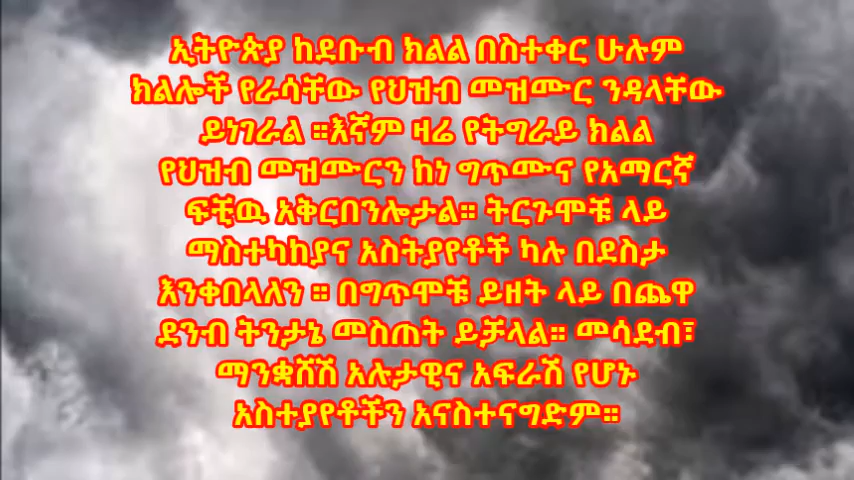 ኢትዮጵያ ከደቡብ ክልል በስተቀር ሁሉም
ክልሎች የራሳቸው የህዝብ መዝሙር ንዳላቸው
ይነገራል ።እኛም ዛሬ የትግራይ ክልል
የህዝብ መዝሙርን ከነ ግጥሙና የአማርኛ
ፍቺዉ አቅርበንሎታል። ትርጉሞቹ ላይ
ማስተካከያና አስትያየቶች ካሉ በደስታ
እንቀበላለን ። በግጥሞቹ ይዘት ላይ በጨዋ
ደንብ ትንታኔ መስጠት ይቻላል። መሳደብ፣
ማንቋሸሽ አሉታዊና አፍራሽ የሆኑ
አስተያየቶችን አናስተናግድም።